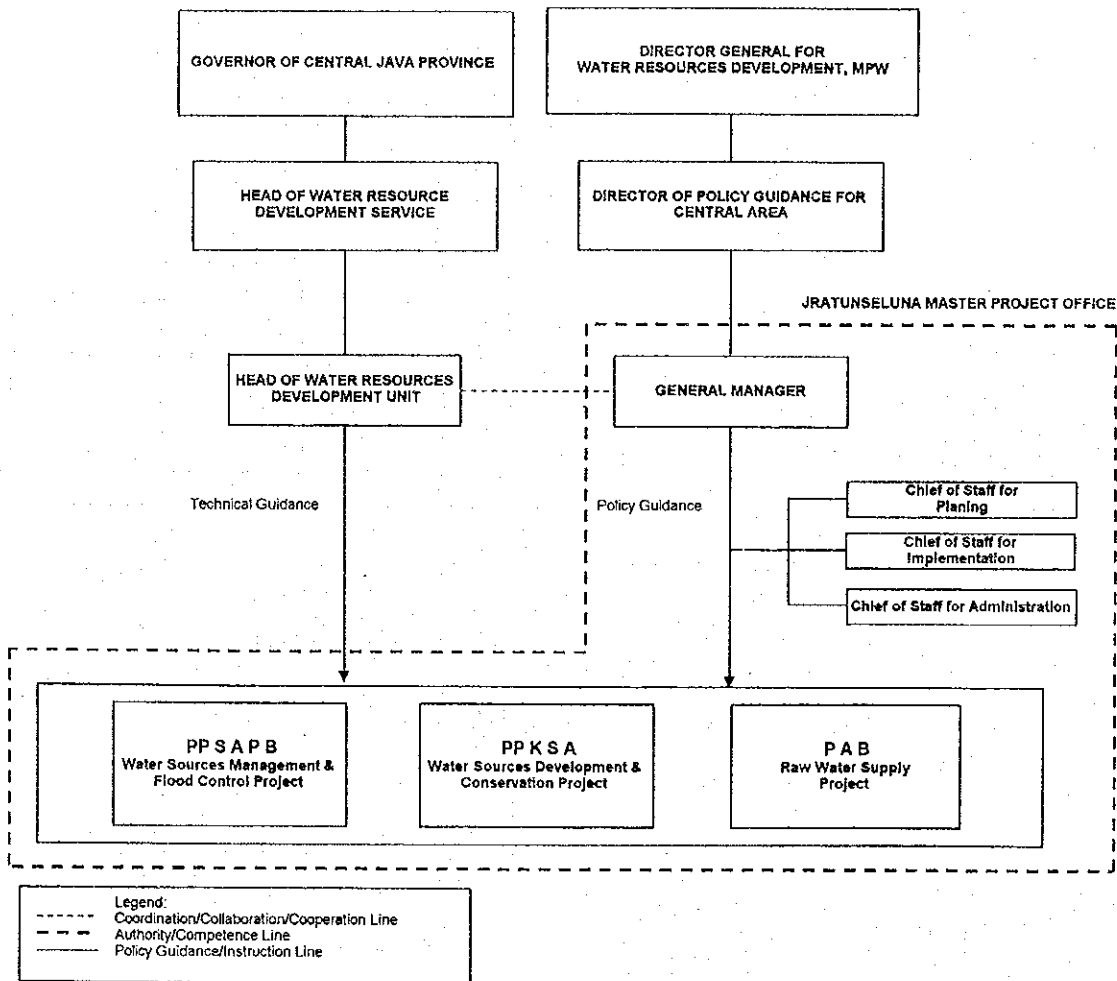 GOVERNOR OF CENTRAL JAVA PROVINCE
DIRECTOR GENERAL FOR
WATER RESOURCES DEVELOPMENT, MPW
HEAD OF WATER RESOURCE
DEVELOPMENT SERVICE
DIRECTOR OF POLICY GUIDANCE FOR
CENTRAL AREA
JRATUNSELUNA MASTER PROJECT OFFICE
HEAD OF WATER RESOURCES
DEVELOPMENT UNIT
GENERAL MANAGER
Technical Guidance
Policy Guidance
Chief of Staff for
Planing
Chief of Staff for
Implementation
Chief of Staff for Administration
PP S A P B
Water Sources Management &
Flood Control Project
PP K S A
Water Sources Development &
Conservation Project
P A B
Raw Water Supply
Project
Legend:
Coordination/Collaboration/Cooperation Line
Authority/Competence Line
Policy Guidance/Instruction Line